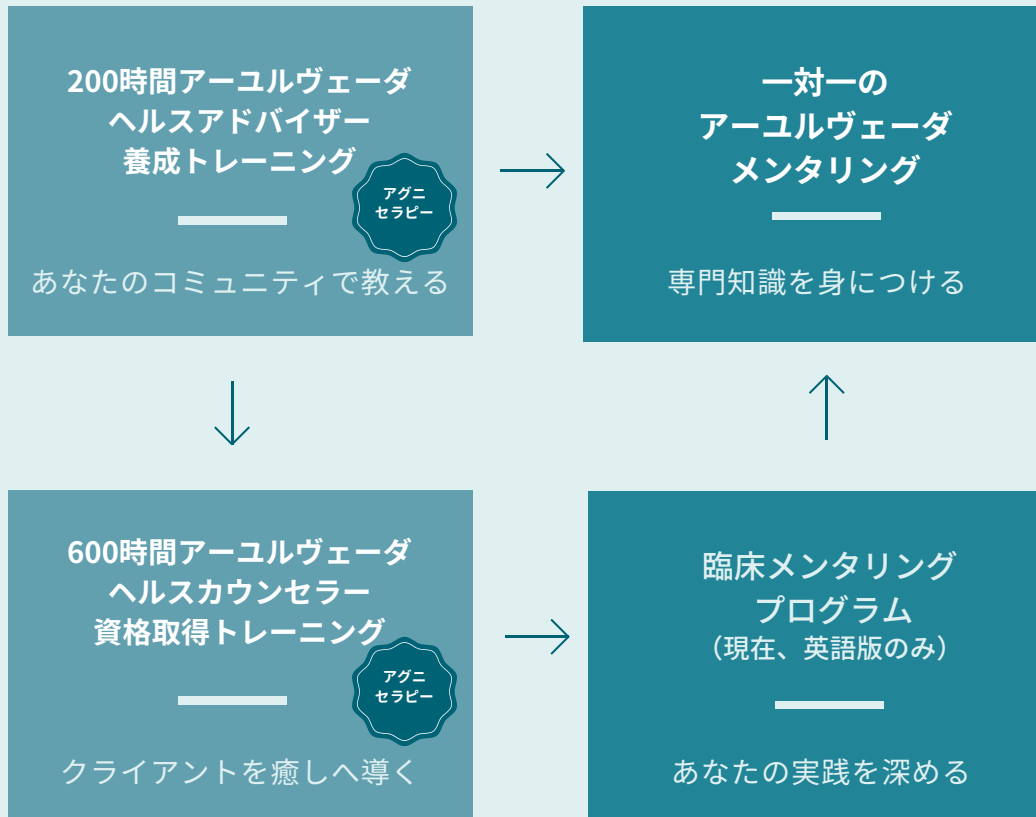 200時間アーユルヴェーダ
ヘルスアドバイザー
養成トレーニング
アグニ
セラピー
あなたのコミュニティで教える
一対一の
アーユルヴェーダ
メンタリング
専門知識を身につける
600時間アーユルヴェーダ
ヘルスカウンセラー
資格取得トレーニング
アグニ
セラピー
クライアントを癒しへ導く
臨床メンタリング
プログラム
（現在、英語版のみ）
あなたの実践を深める